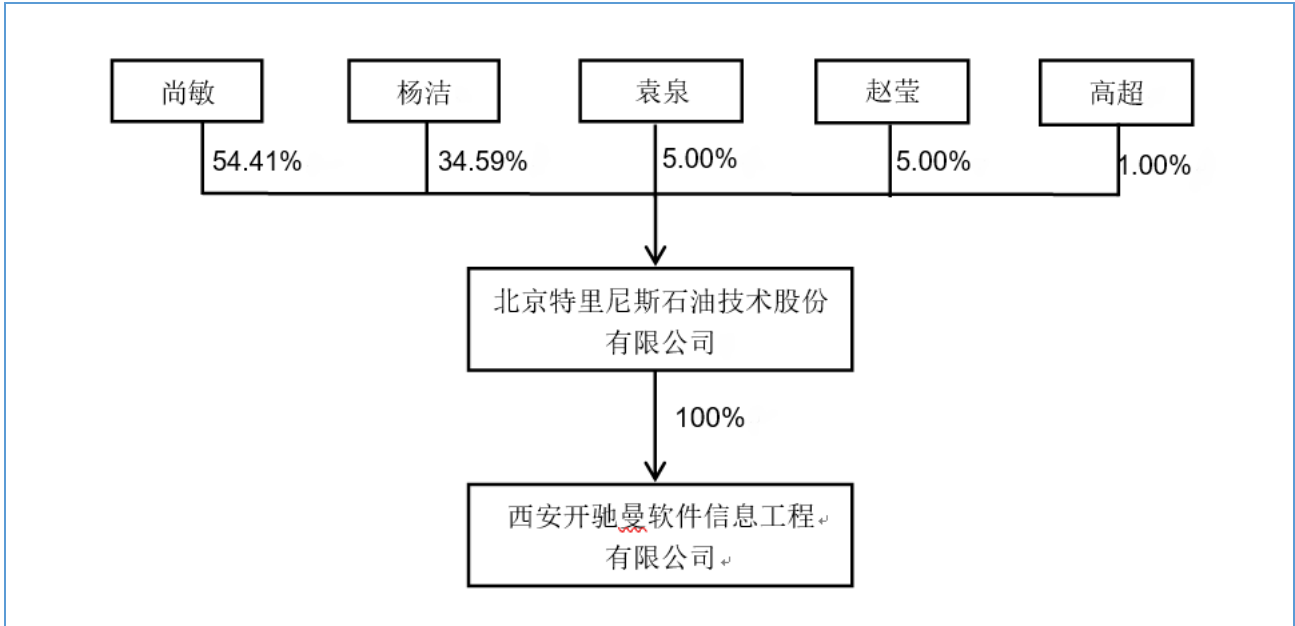 尚敏
杨洁
袁泉
赵莹
高超
54.41%
34.59%
5.00%
5.00%
1.00%
北京特里尼斯石油技术股份
有限公司
100%
西安开驰曼软件信息工程
有限公司